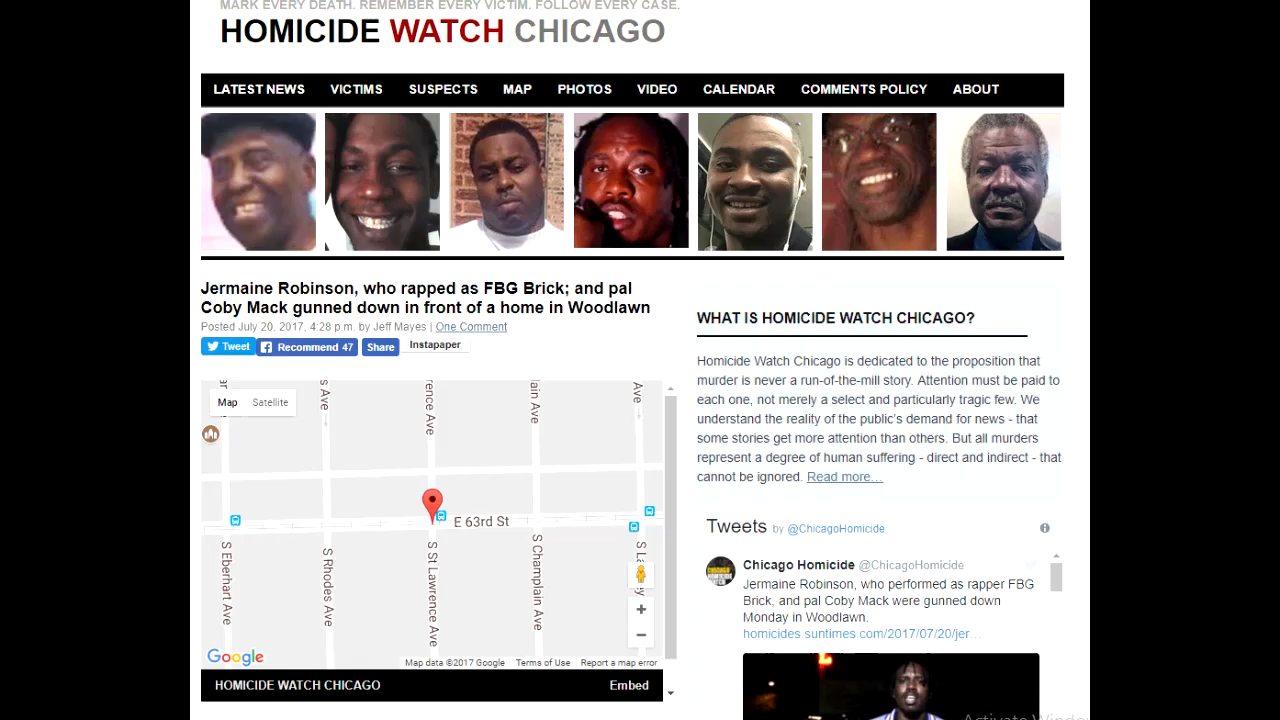 MARK EVERY DEATH. REMEMBER EVERY VICTIM. FOLLOW EVERY CASE.
HOMICIDE WATCH CHICAGO
LATEST NEWS VICTIMS SUSPECTS MAP PHOTOS VIDEO CALENDAR COMMENTS POLICY ABOUT
Jermaine Robinson, who rapped as FBG Brick; and pal
Coby Mack gunned down in front of a home in Woodlawn
Posted July 20, 2017, 4:28 p.m. by Jeff Mayes | One Comment
Tweet Recommend 47 Share Instapaper
Map Satellite
s Ave
rence Ave
lain Ave
Ave
E 63rd St
S Eberhart Ave
S Rhodes Ave
S St Lawrence Ave
S Champlain Ave
Google
Map data ©2017 Google Terms of Use Report a map error
HOMICIDE WATCH CHICAGO Embed
WHAT IS HOMICIDE WATCH CHICAGO?
Homicide Watch Chicago is dedicated to the proposition that
murder is never a run-of-the-mill story. Attention must be paid to
each one, not merely a select and particularly tragic few. We
understand the reality of the public's demand for news - that
some stories get more attention than others. But all murders
represent a degree of human suffering - direct and indirect - that
cannot be ignored. Read more…
Tweets by @ChicagoHomicide
Chicago Homicide @ChicagoHomicide
Jermaine Robinson, who performed as rapper FBG
Brick, and pal Coby Mack were gunned down
Monday in Woodlawn.
homicides.suntimes.com/2017/07/20/jer…